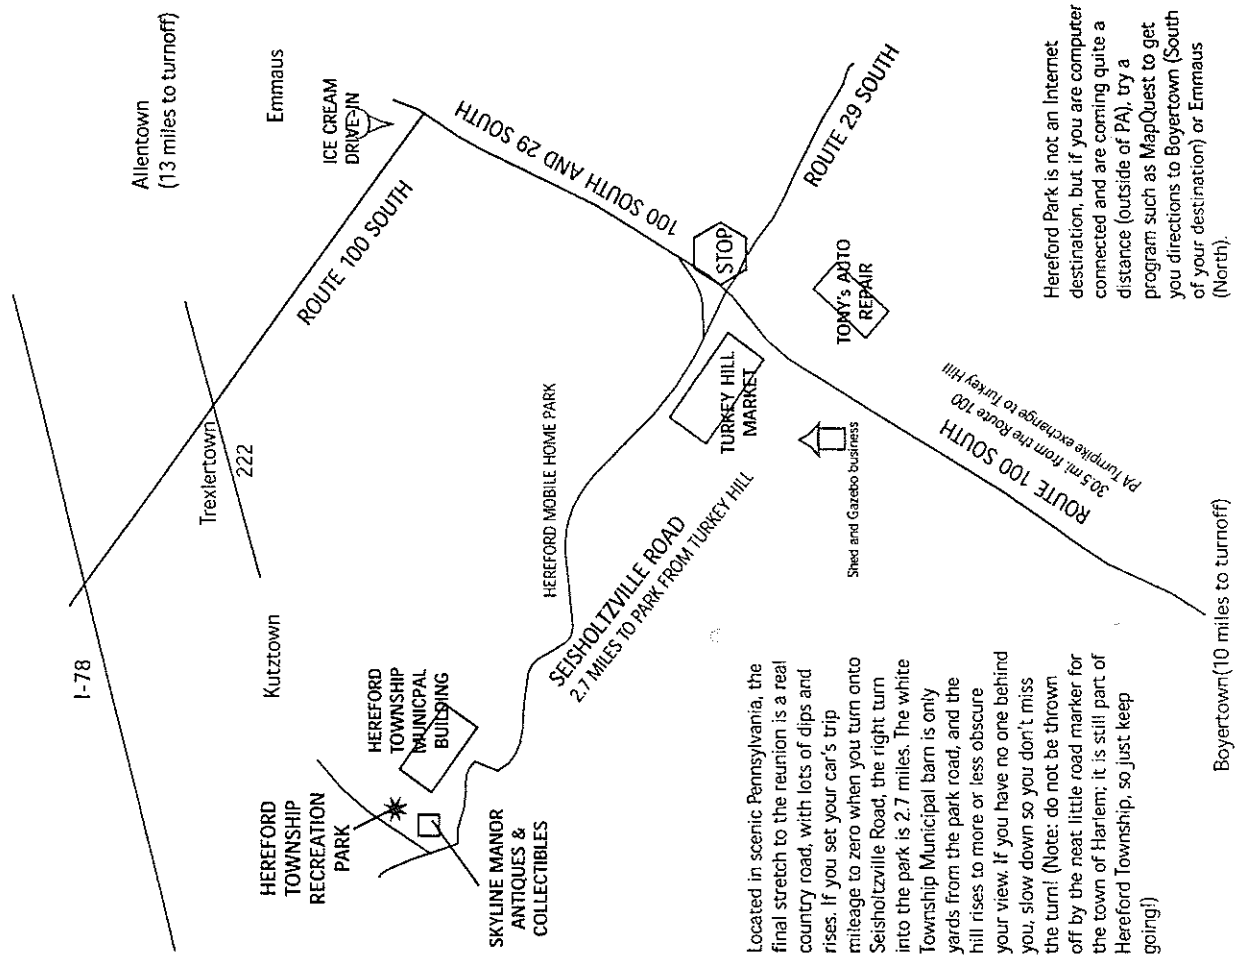 Allentown
(13 miles to turnoff)
Emmaus
ICE CREAM
DRIVE-IN
I-78
Trexlertown
222
Kutztown
ROUTE 100 SOUTH
100 SOUTH AND 29 SOUTH
STOP
ROUTE 29 SOUTH
TONY's AUTO
REPAIR
TURKEY HILL
MARKET
HEREFORD MOBILE HOME PARK
SEISHOLTZVILLE ROAD
2.7 MILES TO PARK FROM TURKEY HILL
Shed and Gazebo business
ROUTE 100 SOUTH
30.5 mi. from the Route 100
PA Turnpike exchange to Turkey Hill
HEREFORD
TOWNSHIP
MUNICPAL
BUILDING
HEREFORD
TOWNSHIP
RECREATION
PARK
SKYLINE MANOR
ANTIQUES &
COLLECTIBLES
Located in scenic Pennsylvania, the
final stretch to the reunion is a real
country road, with lots of dips and
rises. If you set your car's trip
mileage to zero when you turn onto
Seisholtzville Road, the right turn
into the park is 2.7 miles. The white
Township Municipal barn is only
yards from the park road, and the
hill rises to more or less obscure
your view. If you have no one behind
you, slow down so you don't miss
the turn! (Note: do not be thrown
off by the neat little road marker for
the town of Harlem; it is still part of
Hereford Township, so just keep
going!)
Boyertown(10 miles to turnoff)
Hereford Park is not an Internet
destination, but if you are computer
connected and are coming quite a
distance (outside of PA), try a
program such as MapQuest to get
you directions to Boyertown (South
of your destination) or Emmaus
(North).